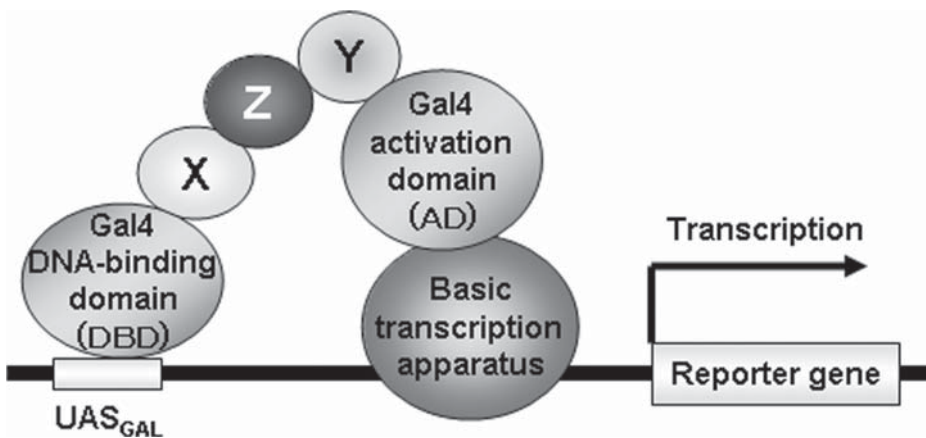 Y
Z
X
Gal4
activation
domain
(AD)
Gal4
DNA-binding
domain
(DBD)
Transcription
Basic
transcription
apparatus
Reporter gene
UASGAL